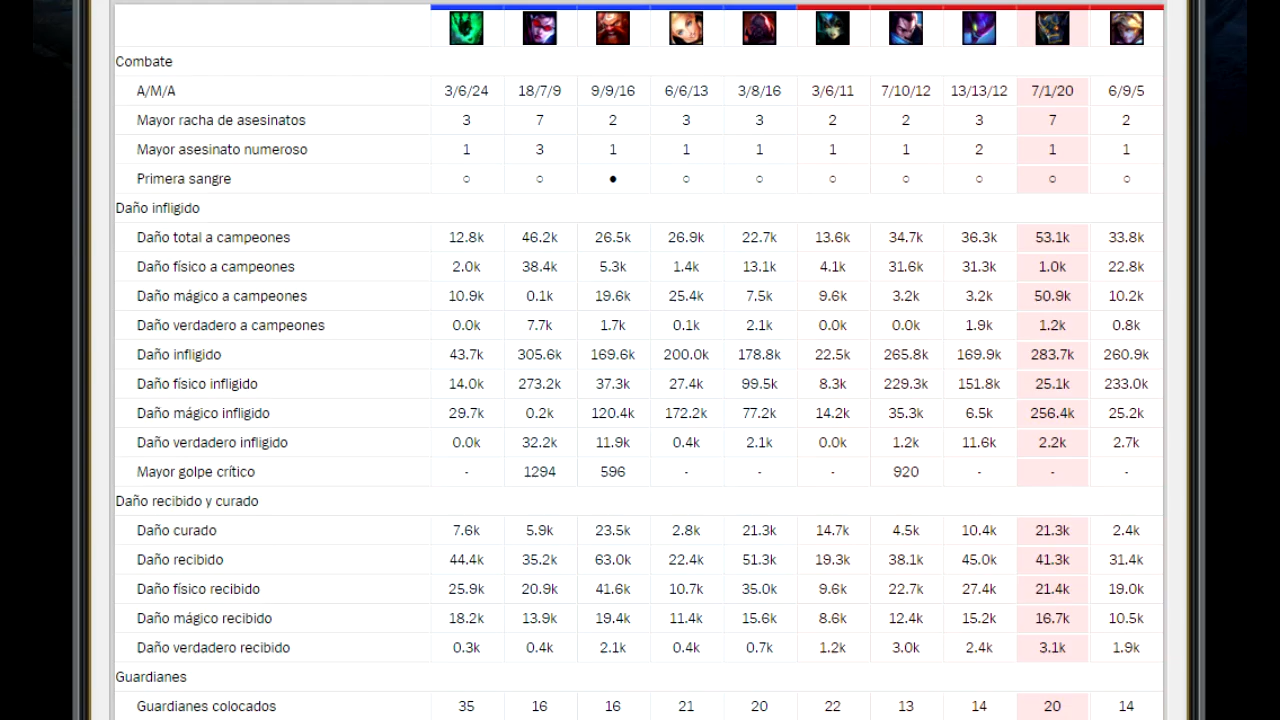 Combate
A/M/A 3/6/24 18/7/9 9/9/16 6/6/13 3/8/16 3/6/11 7/10/12 13/13/12 7/1/20 6/9/5
Mayor racha de asesinatos 3 7 2 3 3 2 2 3 7 2
Mayor asesinato numeroso 1 3 1 1 1 1 1 2 1 1
Primera sangre ○ ○ ● ○ ○ ○ ○ ○ ○ ○
Daño infligido
Daño total a campeones 12.8k 46.2k 26.5k 26.9k 22.7k 13.6k 34.7k 36.3k 53.1k 33.8k
Daño físico a campeones 2.0k 38.4k 5.3k 1.4k 13.1k 4.1k 31.6k 31.3k 1.0k 22.8k
Daño mágico a campeones 10.9k 0.1k 19.6k 25.4k 7.5k 9.6k 3.2k 3.2k 50.9k 10.2k
Daño verdadero a campeones 0.0k 7.7k 1.7k 0.1k 2.1k 0.0k 0.0k 1.9k 1.2k 0.8k
Daño infligido 43.7k 305.6k 169.6k 200.0k 178.8k 22.5k 265.8k 169.9k 283.7k 260.9k
Daño físico infligido 14.0k 273.2k 37.3k 27.4k 99.5k 8.3k 229.3k 151.8k 25.1k 233.0k
Daño mágico infligido 29.7k 0.2k 120.4k 172.2k 77.2k 14.2k 35.3k 6.5k 256.4k 25.2k
Daño verdadero infligido 0.0k 32.2k 11.9k 0.4k 2.1k 0.0k 1.2k 11.6k 2.2k 2.7k
Mayor golpe crítico - 1294 596 - - - 920 - - -
Daño recibido y curado
Daño curado 7.6k 5.9k 23.5k 2.8k 21.3k 14.7k 4.5k 10.4k 21.3k 2.4k
Daño recibido 44.4k 35.2k 63.0k 22.4k 51.3k 19.3k 38.1k 45.0k 41.3k 31.4k
Daño físico recibido 25.9k 20.9k 41.6k 10.7k 35.0k 9.6k 22.7k 27.4k 21.4k 19.0k
Daño mágico recibido 18.2k 13.9k 19.4k 11.4k 15.6k 8.6k 12.4k 15.2k 16.7k 10.5k
Daño verdadero recibido 0.3k 0.4k 2.1k 0.4k 0.7k 1.2k 3.0k 2.4k 3.1k 1.9k
Guardianes
Guardianes colocados 35 16 16 21 20 22 13 14 20 14